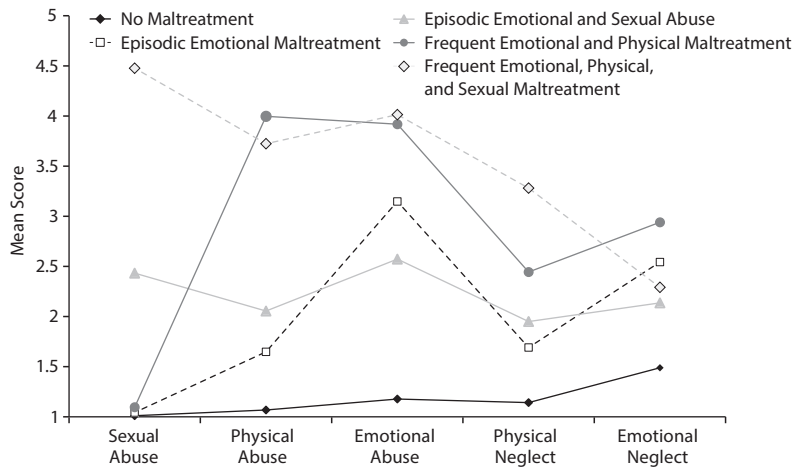 No Maltreatment
Episodic Emotional Maltreatment
Episodic Emotional and Sexual Abuse
Frequent Emotional and Physical Maltreatment
Frequent Emotional, Physical,
and Sexual Maltreatment
Mean Score
5
4.5
4
3.5
3
2.5
2
1.5
1
Sexual
Abuse
Physical
Abuse
Emotional
Abuse
Physical
Neglect
Emotional
Neglect